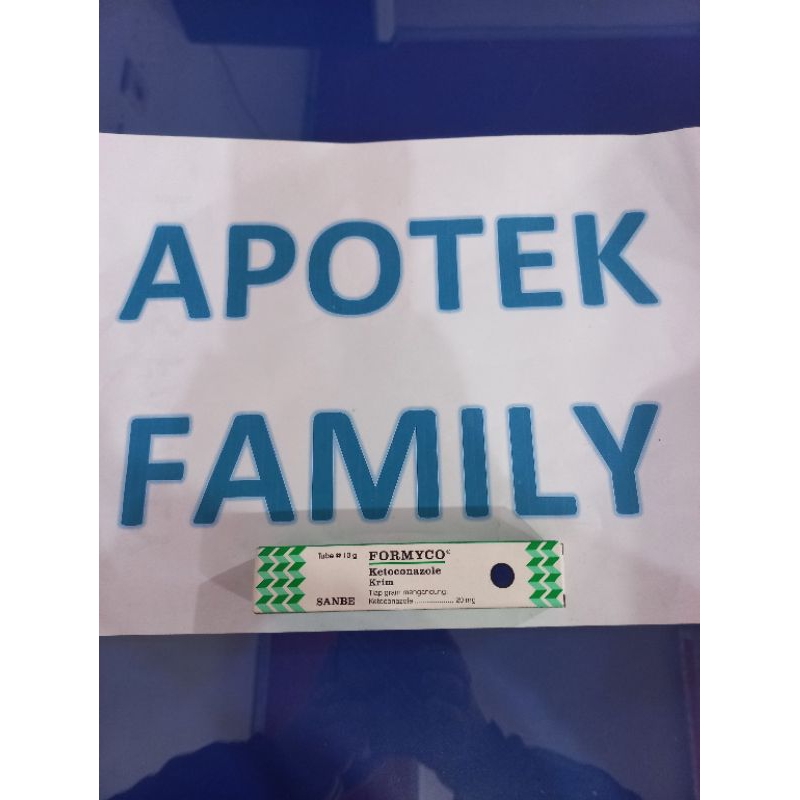 APOTEK
FAMILY
Tube @ 10 g
FORMYCO®
Ketoconazole
Krim
Tiap gram mengandung:
SANBE
Ketoconazole .................... 20 mg